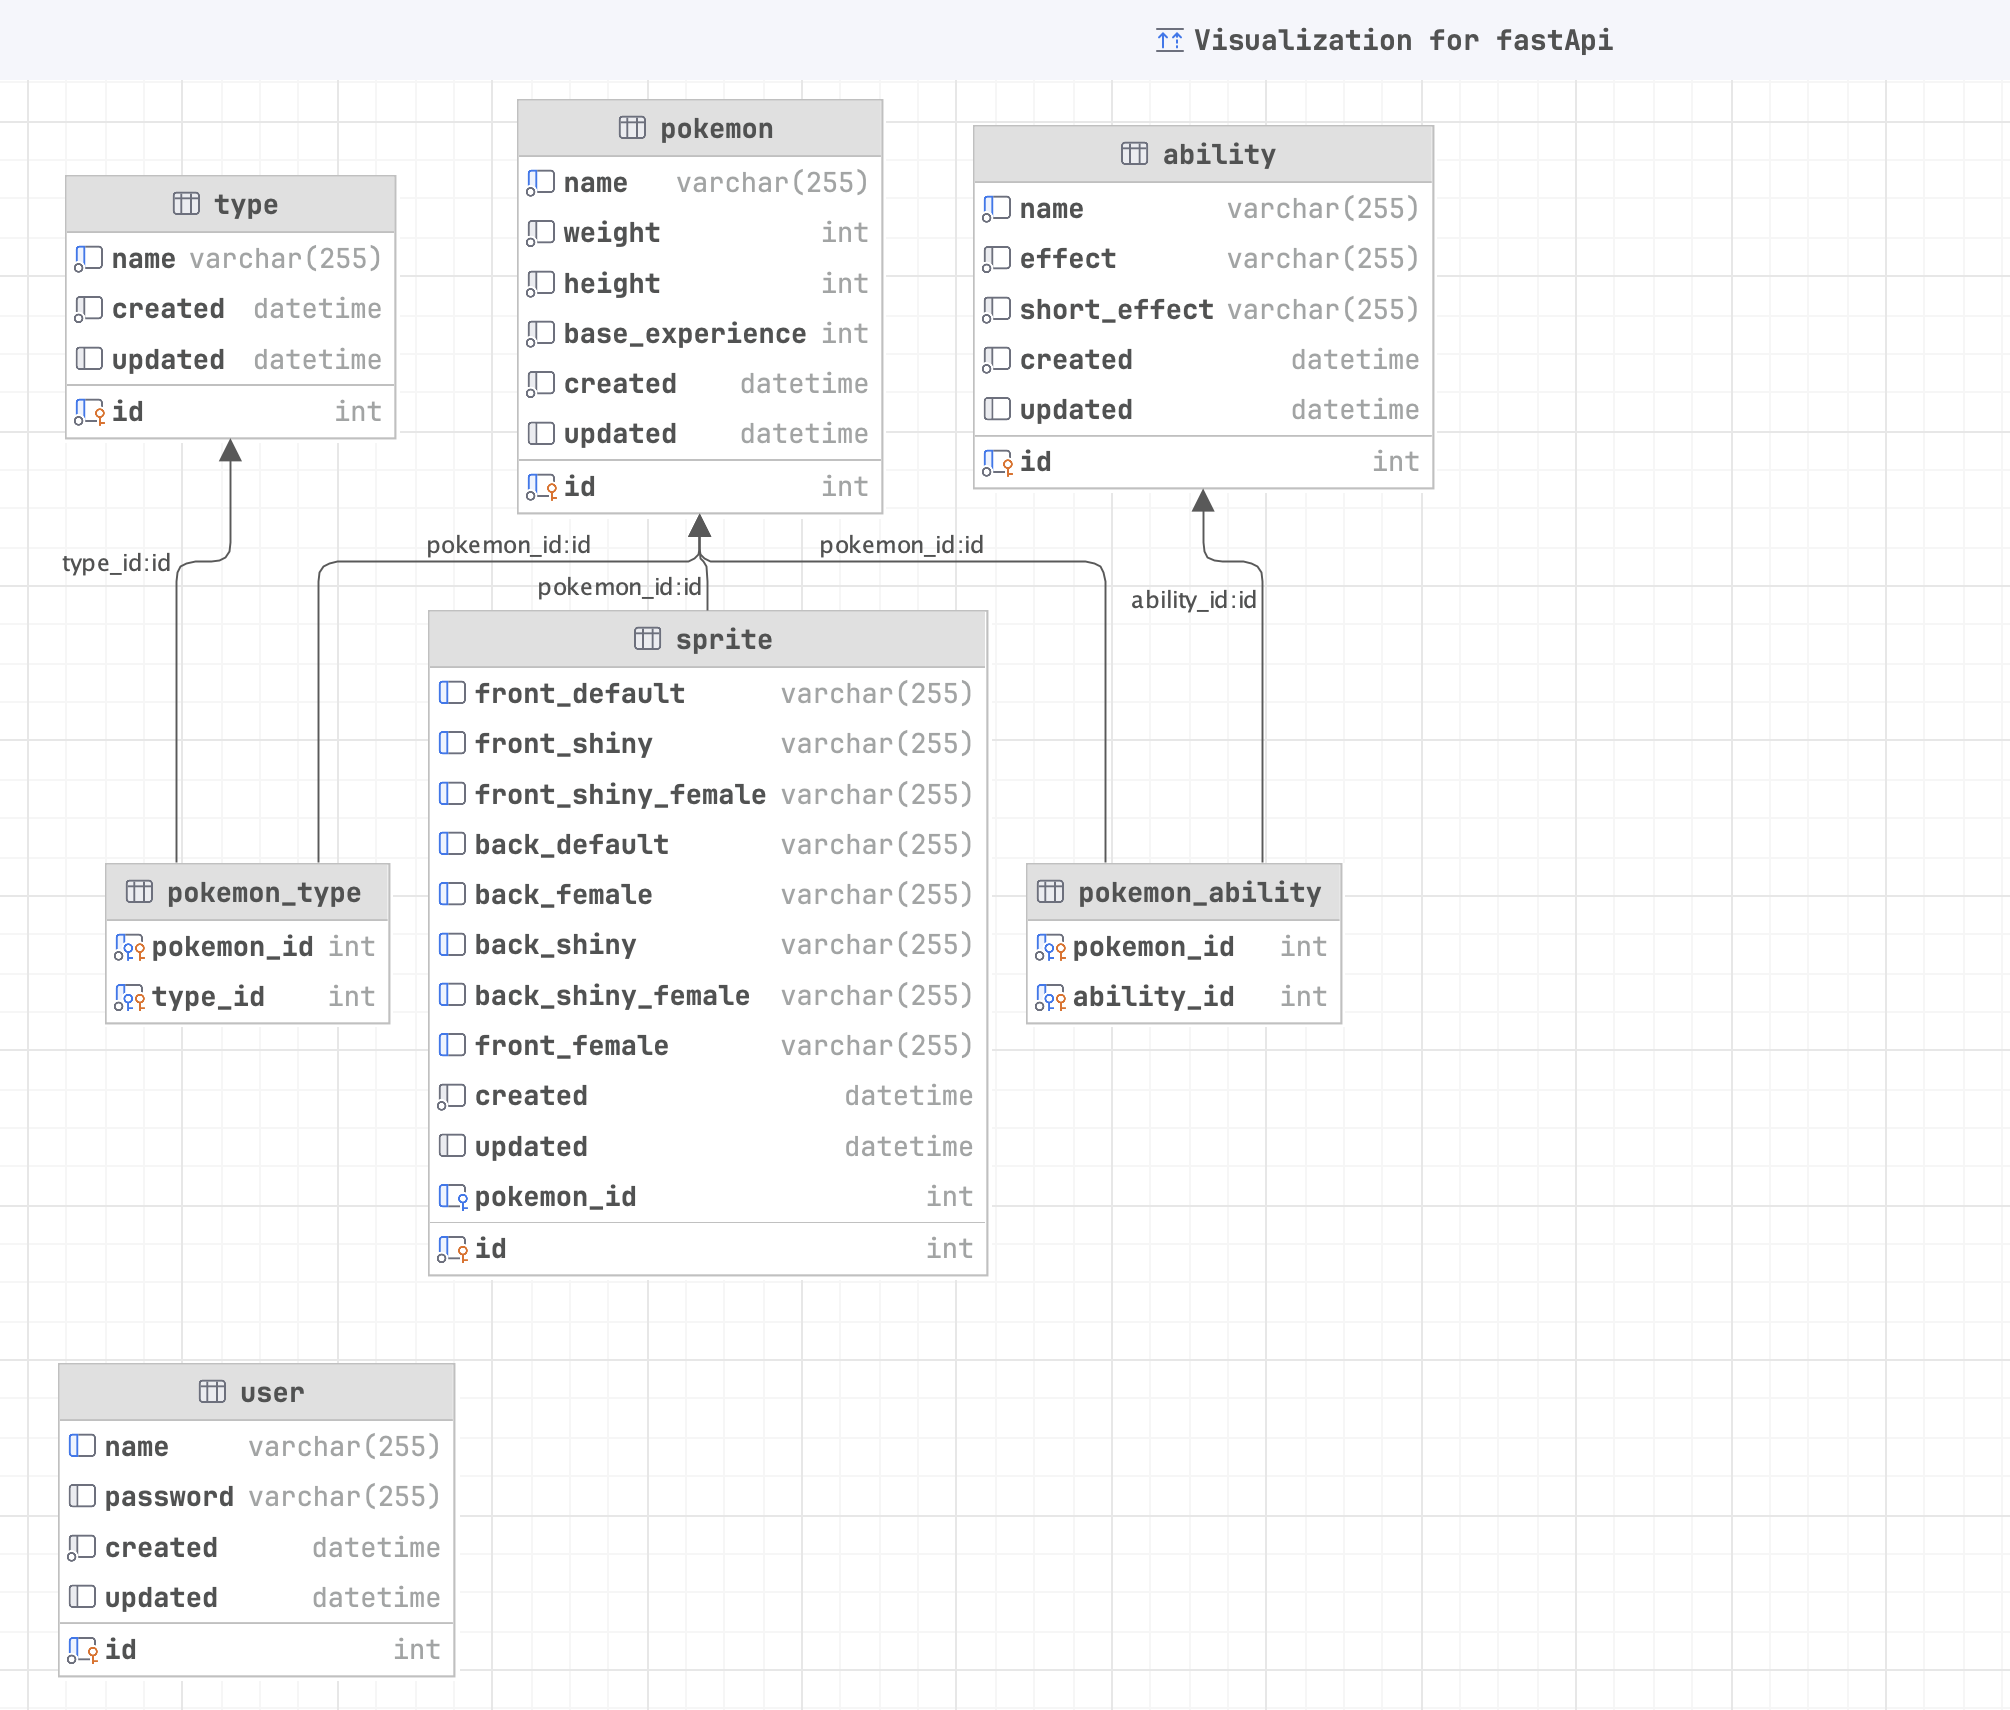 Visualization for fastApi
type
name varchar(255)
created datetime
updated datetime
id int
pokemon
name varchar(255)
weight int
height int
base_experience int
created datetime
updated datetime
id int
ability
name varchar(255)
effect varchar(255)
short_effect varchar(255)
created datetime
updated datetime
id int
type_id:id
pokemon_id:id
pokemon_id:id
pokemon_id:id
ability_id:id
pokemon_type
pokemon_id int
type_id int
sprite
front_default varchar(255)
front_shiny varchar(255)
front_shiny_female varchar(255)
back_default varchar(255)
back_female varchar(255)
back_shiny varchar(255)
back_shiny_female varchar(255)
front_female varchar(255)
created datetime
updated datetime
pokemon_id int
id int
pokemon_ability
pokemon_id int
ability_id int
user
name varchar(255)
password varchar(255)
created datetime
updated datetime
id int